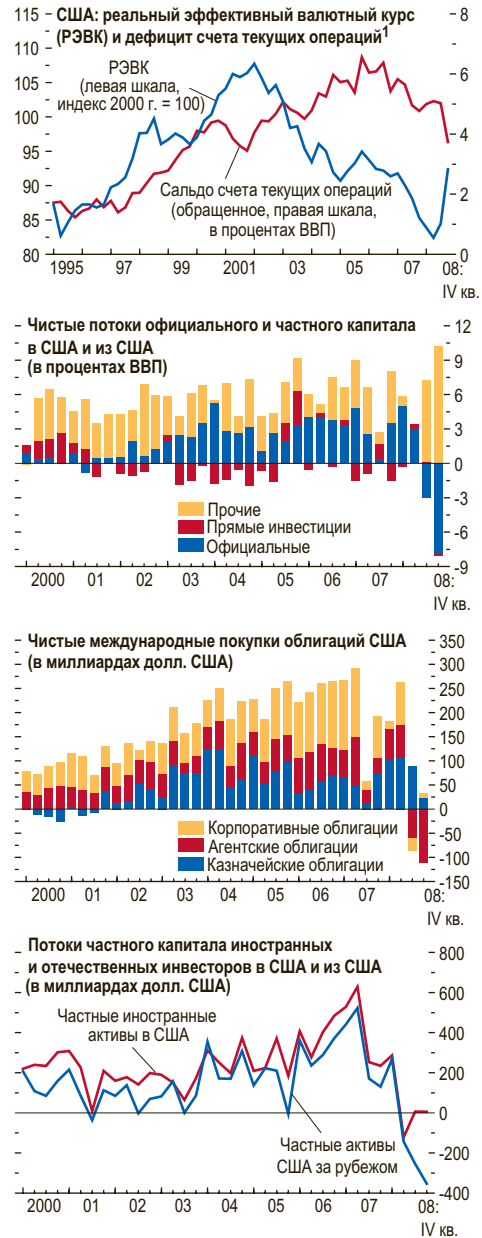 США: реальный эффективный валютный курс
(РЭВК) и дефицит счета текущих операций1
115
110
105
100
95
90
85
80
8
6
4
2
0
РЭВК
(левая шкала,
индекс 2000 г. = 100)
Сальдо счета текущих операций
(обращенное, правая шкала,
в процентах ВВП)
1995 97 99 2001 03 05 07 08:
IV кв.
Чистые потоки официального и частного капитала
в США и из США
(в процентах ВВП)
12
9
6
3
0
-3
-6
-9
Прочие
Прямые инвестиции
Официальные
2000 01 02 03 04 05 06 07 08:
IV кв.
Чистые международные покупки облигаций США
(в миллиардах долл. США)
350
300
250
200
150
100
50
0
-50
-100
-150
Корпоративные облигации
Агентские облигации
Казначейские облигации
2000 01 02 03 04 05 06 07 08:
IV кв.
Потоки частного капитала иностранных
и отечественных инвесторов в США и из США
(в миллиардах долл. США)
800
600
400
200
0
-200
-400
Частные иностранные
активы в США
Частные активы
США за рубежом
2000 01 02 03 04 05 06 07 08:
IV кв.